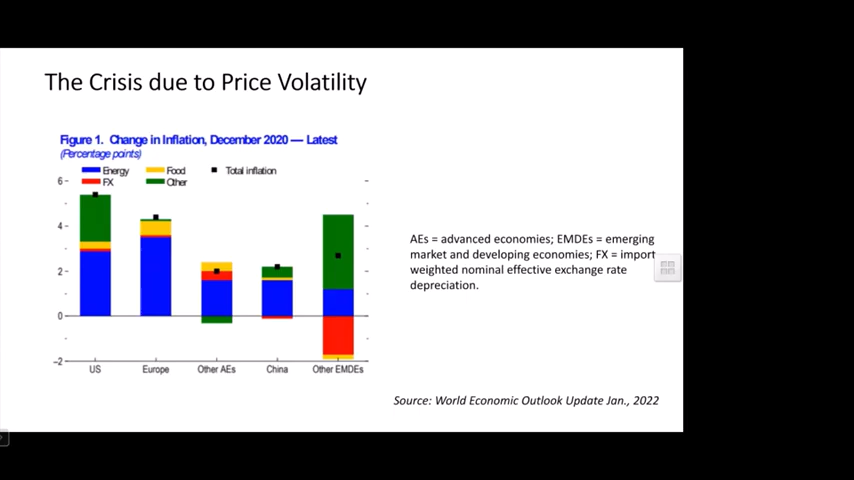 The Crisis due to Price Volatility
Figure 1. Change in Inflation, December 2020 — Latest
(Percentage points)
Energy Food Total inflation
FX Other
6
4
2
0
−2
US Europe Other AEs China Other EMDEs
AEs = advanced economies; EMDEs = emerging
market and developing economies; FX = import
weighted nominal effective exchange rate
depreciation.
Source: World Economic Outlook Update Jan., 2022